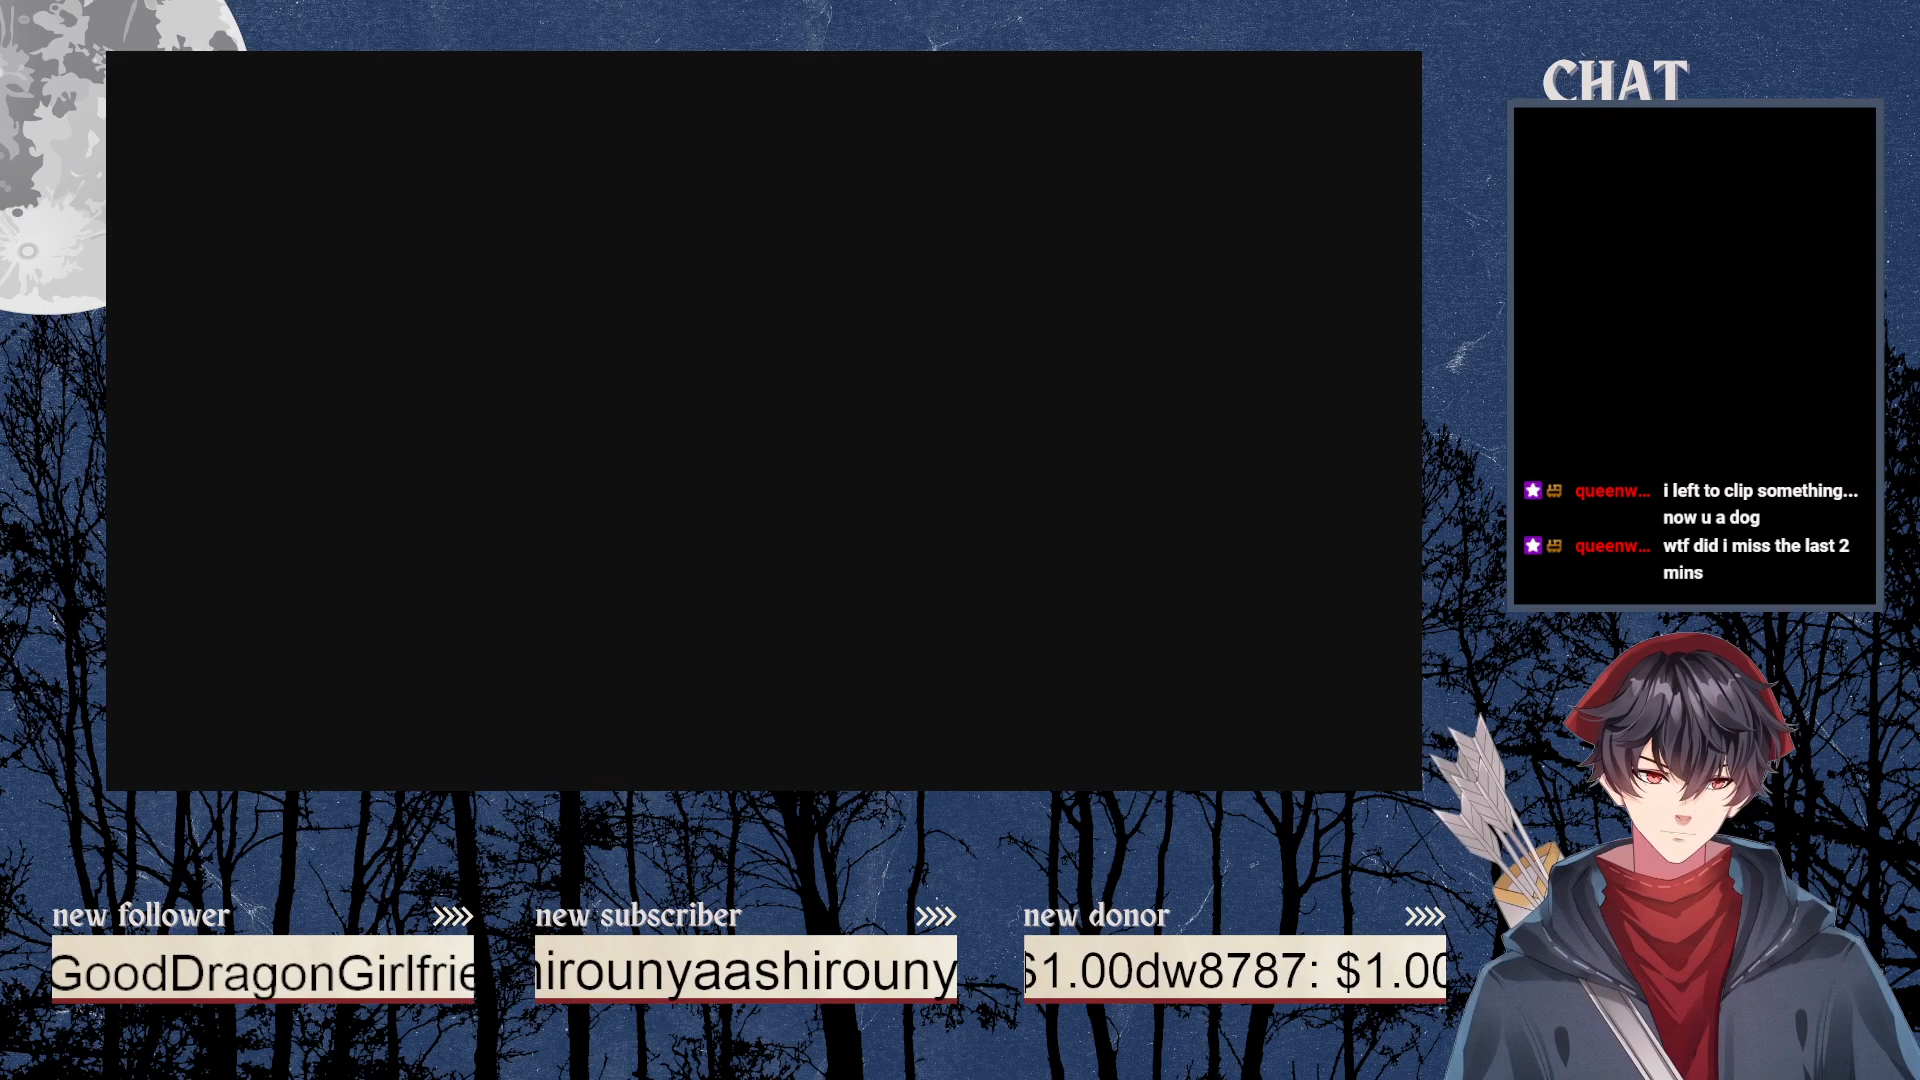 CHAT
queenw... i left to clip something...
now u a dog
queenw... wtf did i miss the last 2
mins
new follower >>>>
GoodDragonGirlfrie
new subscriber >>>>
hirounyaashirouny
new donor >>>>
$1.00dw8787: $1.00